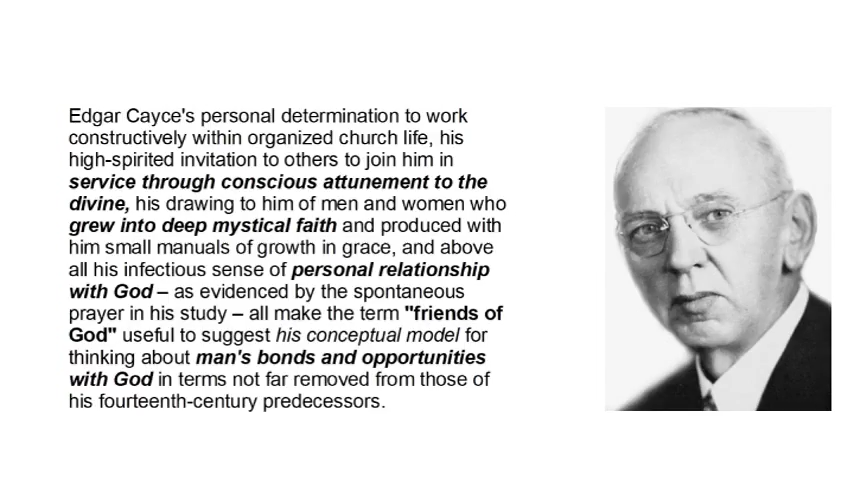 Edgar Cayce's personal determination to work
constructively within organized church life, his
high-spirited invitation to others to join him in
service through conscious attunement to the
divine, his drawing to him of men and women who
grew into deep mystical faith and produced with
him small manuals of growth in grace, and above
all his infectious sense of personal relationship
with God – as evidenced by the spontaneous
prayer in his study – all make the term "friends of
God" useful to suggest his conceptual model for
thinking about man's bonds and opportunities
with God in terms not far removed from those of
his fourteenth-century predecessors.